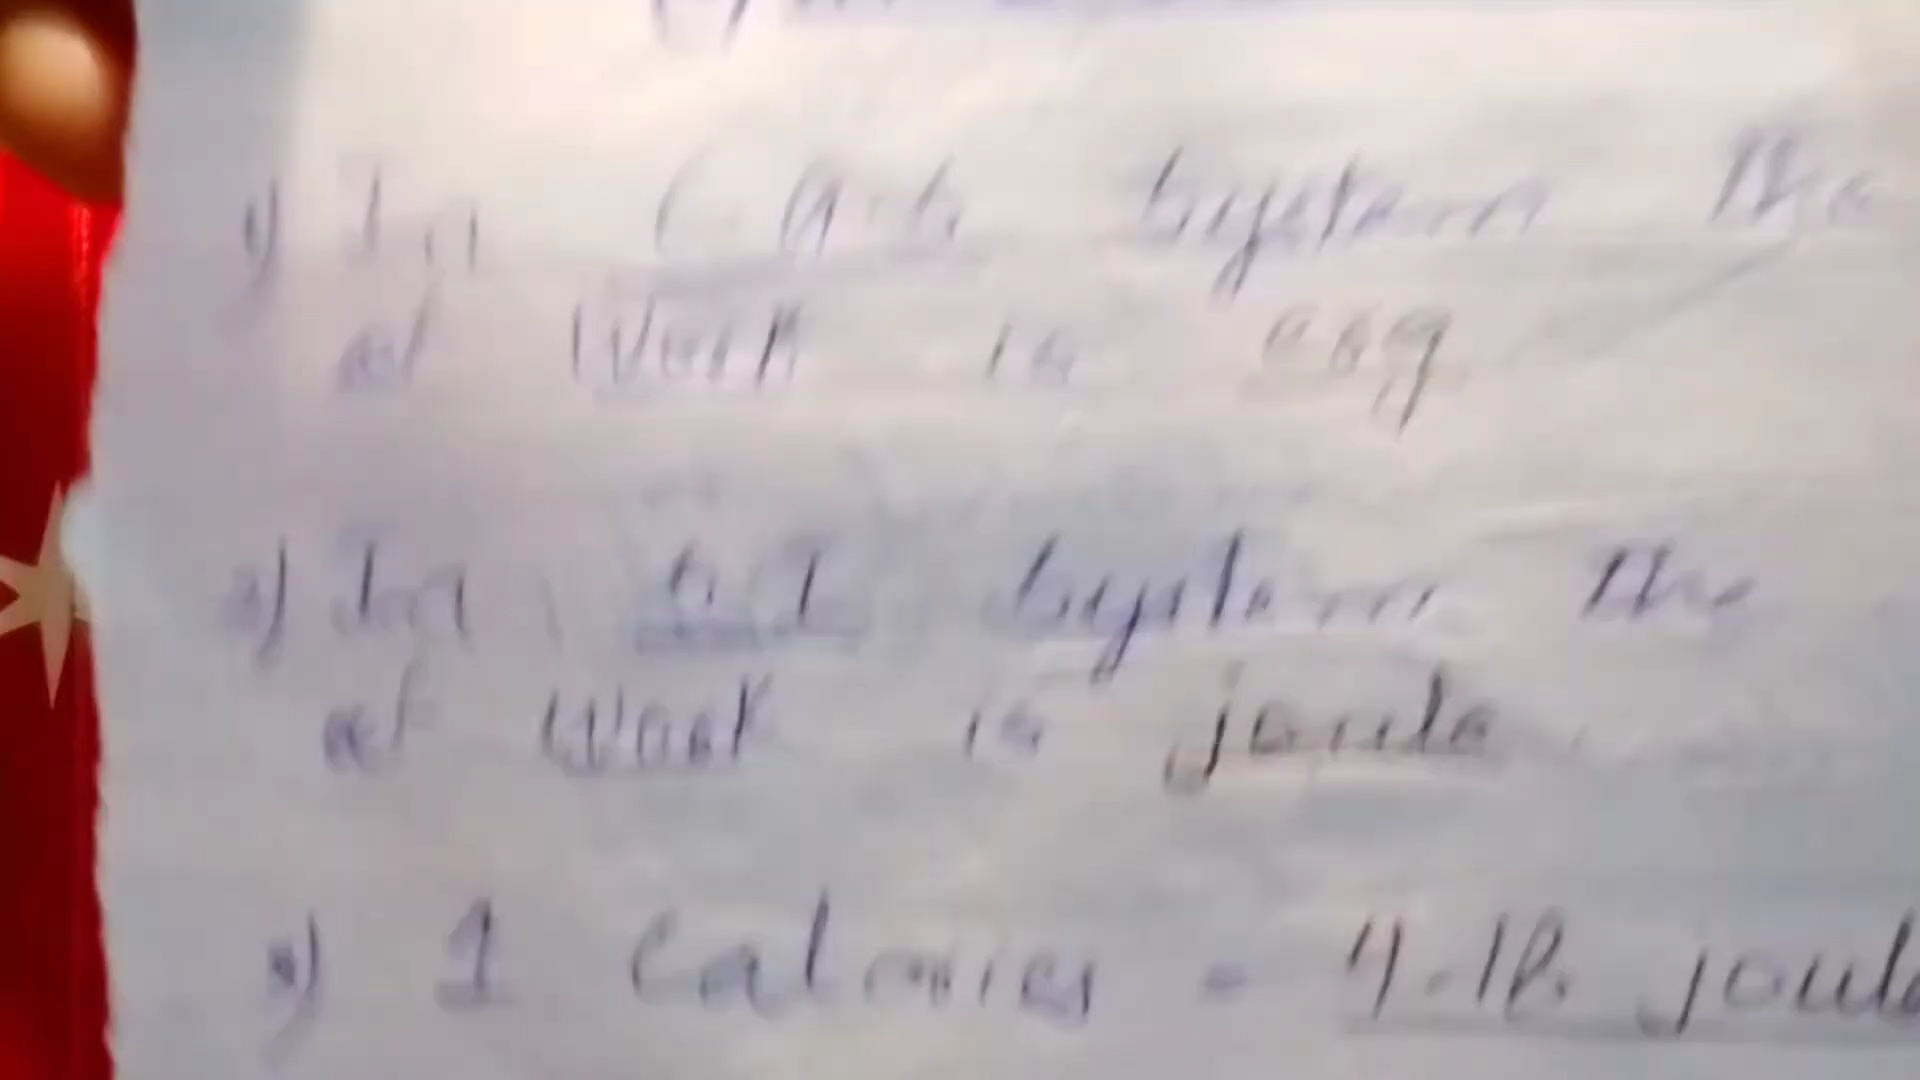 1) In C.G.S. System the
of Work is erg
2) In S.I. System the
of Work is joule
3) 1 Calories = 4.18 joule